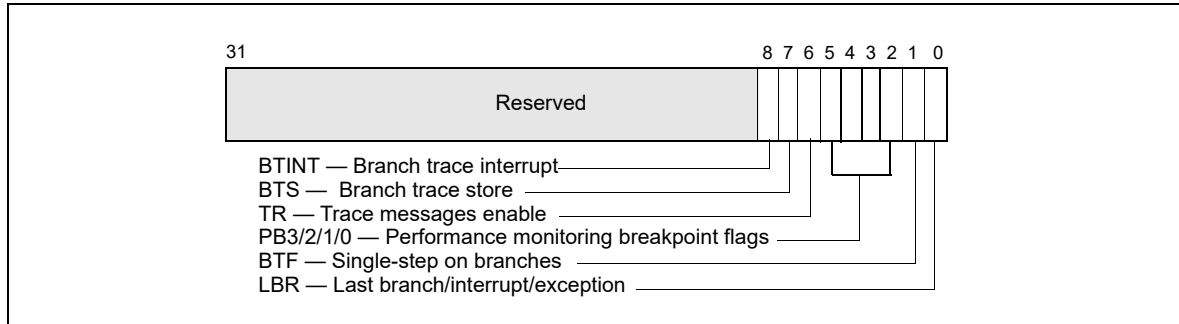 31 8 7 6 5 4 3 2 1 0
Reserved
BTINT — Branch trace interrupt
BTS — Branch trace store
TR — Trace messages enable
PB3/2/1/0 — Performance monitoring breakpoint flags
BTF — Single-step on branches
LBR — Last branch/interrupt/exception